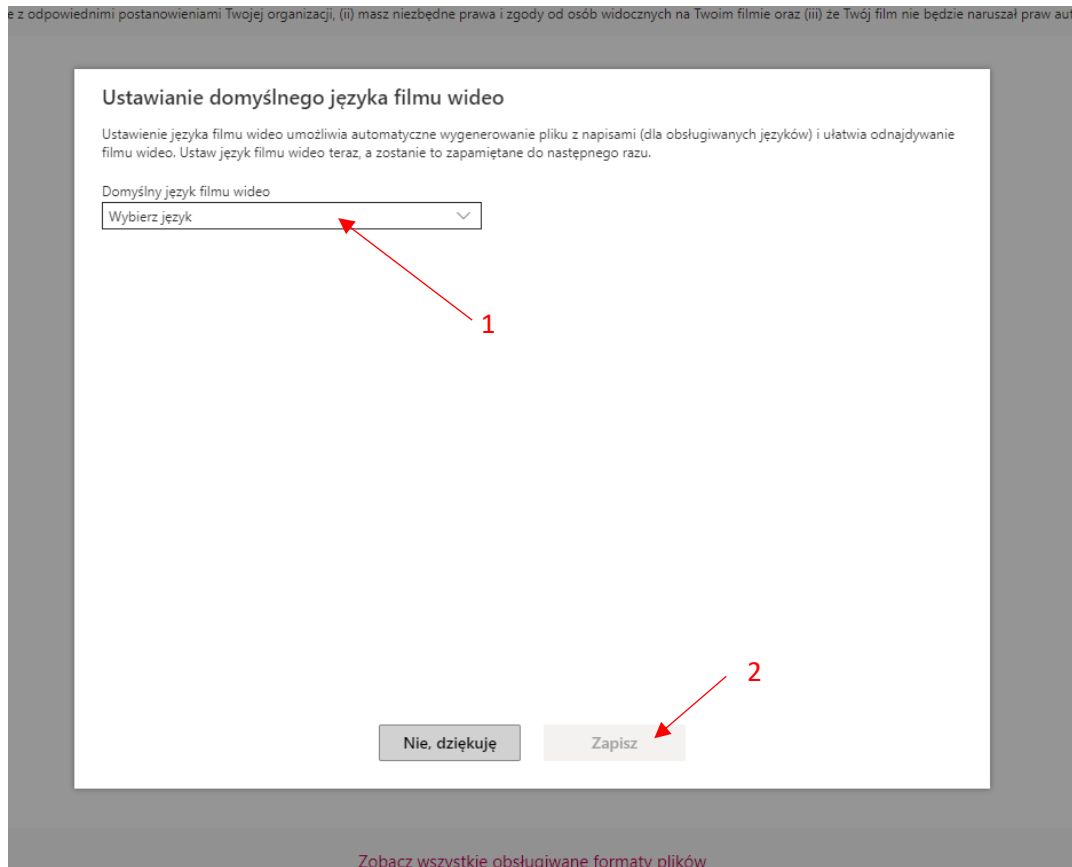 e z odpowiednimi postanowieniami Twojej organizacji, (ii) masz niezbędne prawa i zgody od osób widocznych na Twoim filmie oraz (iii) że Twój film nie będzie naruszał praw aut
Ustawianie domyślnego języka filmu wideo
Ustawienie języka filmu wideo umożliwia automatyczne wygenerowanie pliku z napisami (dla obsługiwanych języków) i ułatwia odnajdywanie
filmu wideo. Ustaw język filmu wideo teraz, a zostanie to zapamiętane do następnego razu.
Domyślny język filmu wideo
Wybierz język
1
2
Nie, dziękuję
Zapisz
Zobacz wszystkie obsługiwane formaty plików